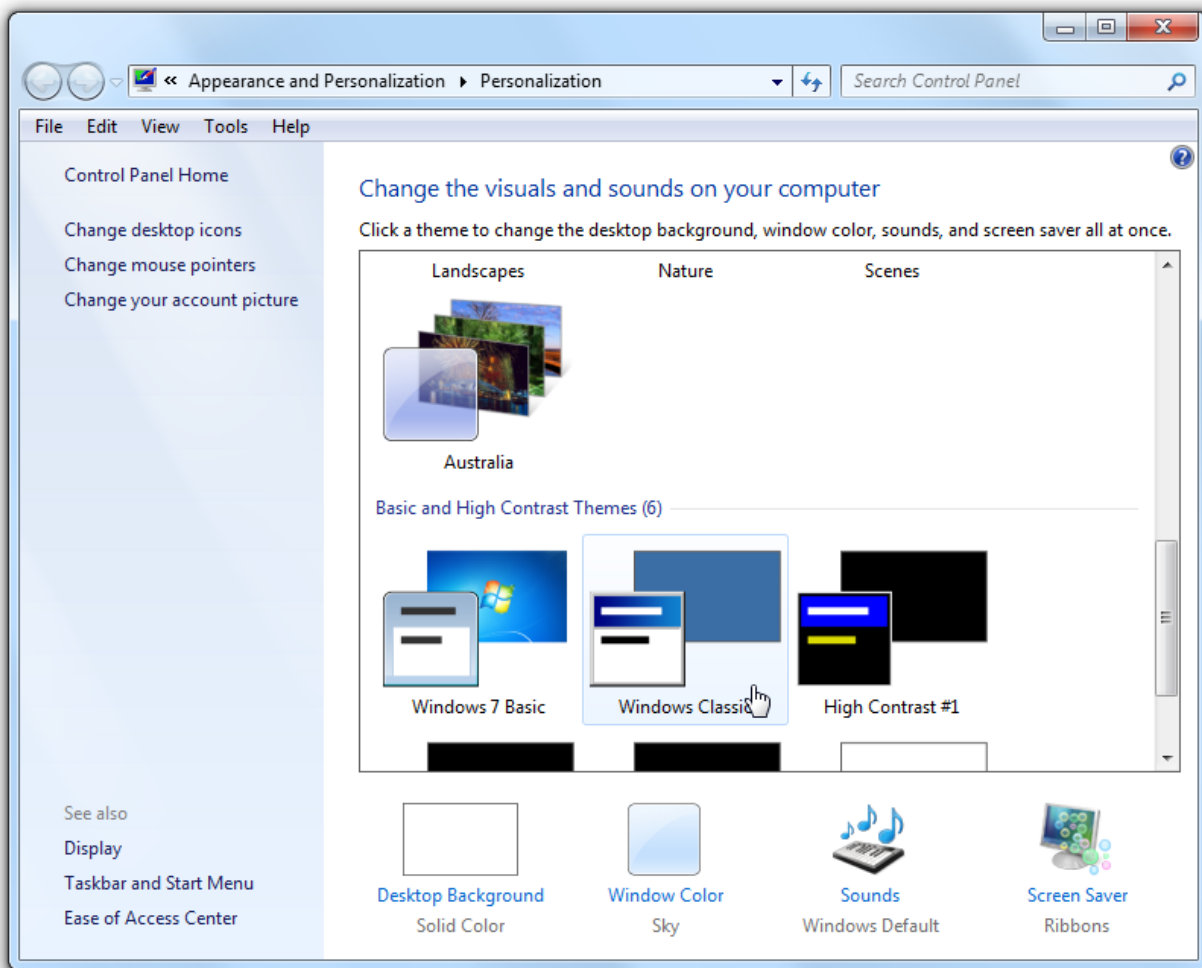 « Appearance and Personalization ▸ Personalization
Search Control Panel
File Edit View Tools Help
Control Panel Home
Change desktop icons
Change mouse pointers
Change your account picture
Change the visuals and sounds on your computer
Click a theme to change the desktop background, window color, sounds, and screen saver all at once.
Landscapes Nature Scenes
Australia
Basic and High Contrast Themes (6)
Windows 7 Basic Windows Classic High Contrast #1
See also
Display
Taskbar and Start Menu
Ease of Access Center
Desktop Background Window Color Sounds Screen Saver
Solid Color Sky Windows Default Ribbons